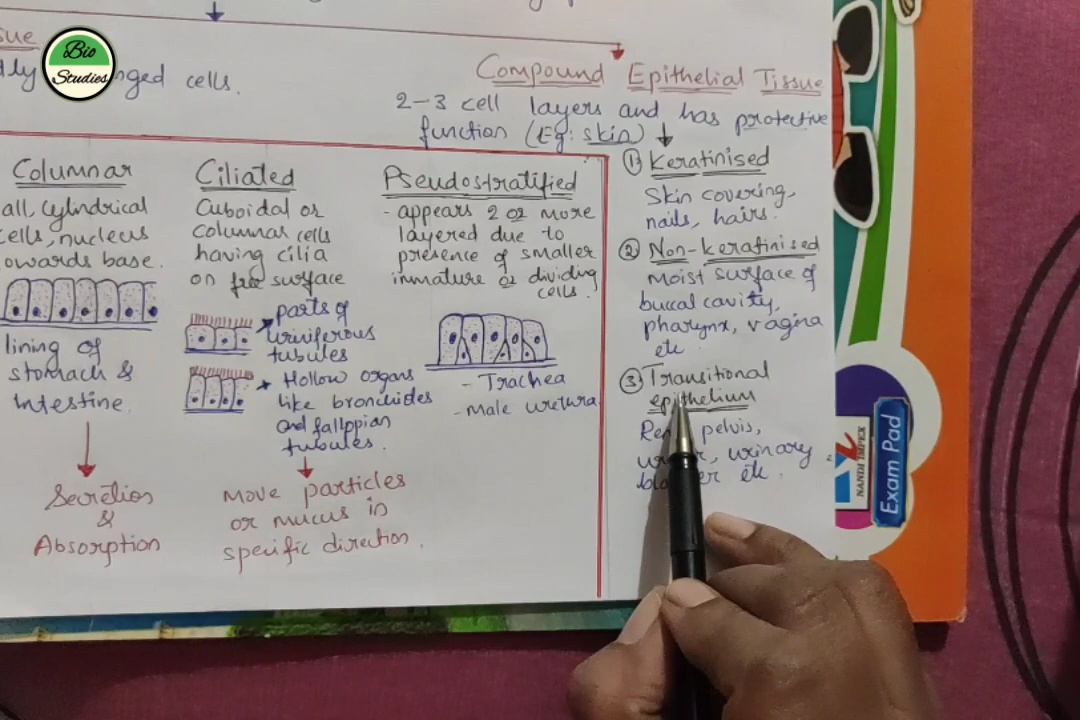 sue
Bio
Studies
nged cells.
Compound Epithelial Tissue
2-3 cell layers and has protective
function (Eg: skin)
Columnar
all, cylindrical
cells, nucleus
owards base.
lining of
stomach &
Intestine.
Secretion
&
Absorption
Ciliated
Cuboidal or
columnar cells
having cilia
on free surface
parts of
uriniferous
tubules
Hollow organs
like bronchioles
and fallopian
tubules.
Move particles
or mucus in
specific direction.
Pseudostratified
- appears 2 or more
layered due to
presence of smaller
immature or dividing
cells.
- Trachea
- Male urethra
① Keratinised
Skin covering,
nails, hairs.
② Non-keratinised
moist surface of
buccal cavity,
pharynx, vagina
etc
③ Transitional
epithelium
pelvis,
urinary
etc.
NANDI IMPEX
Exam Pad